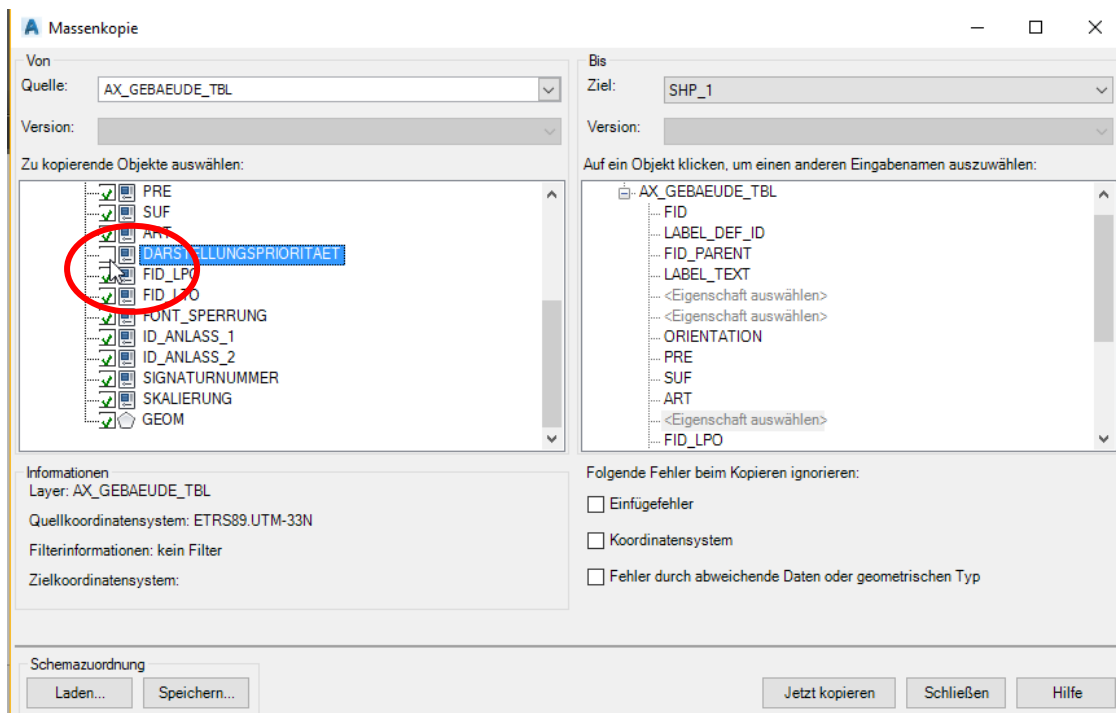 Massenkopie
Von
Quelle:
AX_GEBAEUDE_TBL
Version:
Zu kopierende Objekte auswählen:
PRE
SUF
ART
DARSTELLUNGSPRIORITAET
FID_LPO
FID_LTO
FONT_SPERRUNG
ID_ANLASS_1
ID_ANLASS_2
SIGNATURNUMMER
SKALIERUNG
GEOM
Informationen
Layer: AX_GEBAEUDE_TBL
Quellkoordinatensystem: ETRS89.UTM-33N
Filterinformationen: kein Filter
Zielkoordinatensystem:
Bis
Ziel:
SHP_1
Version:
Auf ein Objekt klicken, um einen anderen Eingabenamen auszuwählen:
AX_GEBAEUDE_TBL
FID
LABEL_DEF_ID
FID_PARENT
LABEL_TEXT
<Eigenschaft auswählen>
<Eigenschaft auswählen>
ORIENTATION
PRE
SUF
ART
<Eigenschaft auswählen>
FID_LPO
Folgende Fehler beim Kopieren ignorieren:
Einfügefehler
Koordinatensystem
Fehler durch abweichende Daten oder geometrischen Typ
Schemazuordnung
Laden...
Speichern...
Jetzt kopieren
Schließen
Hilfe